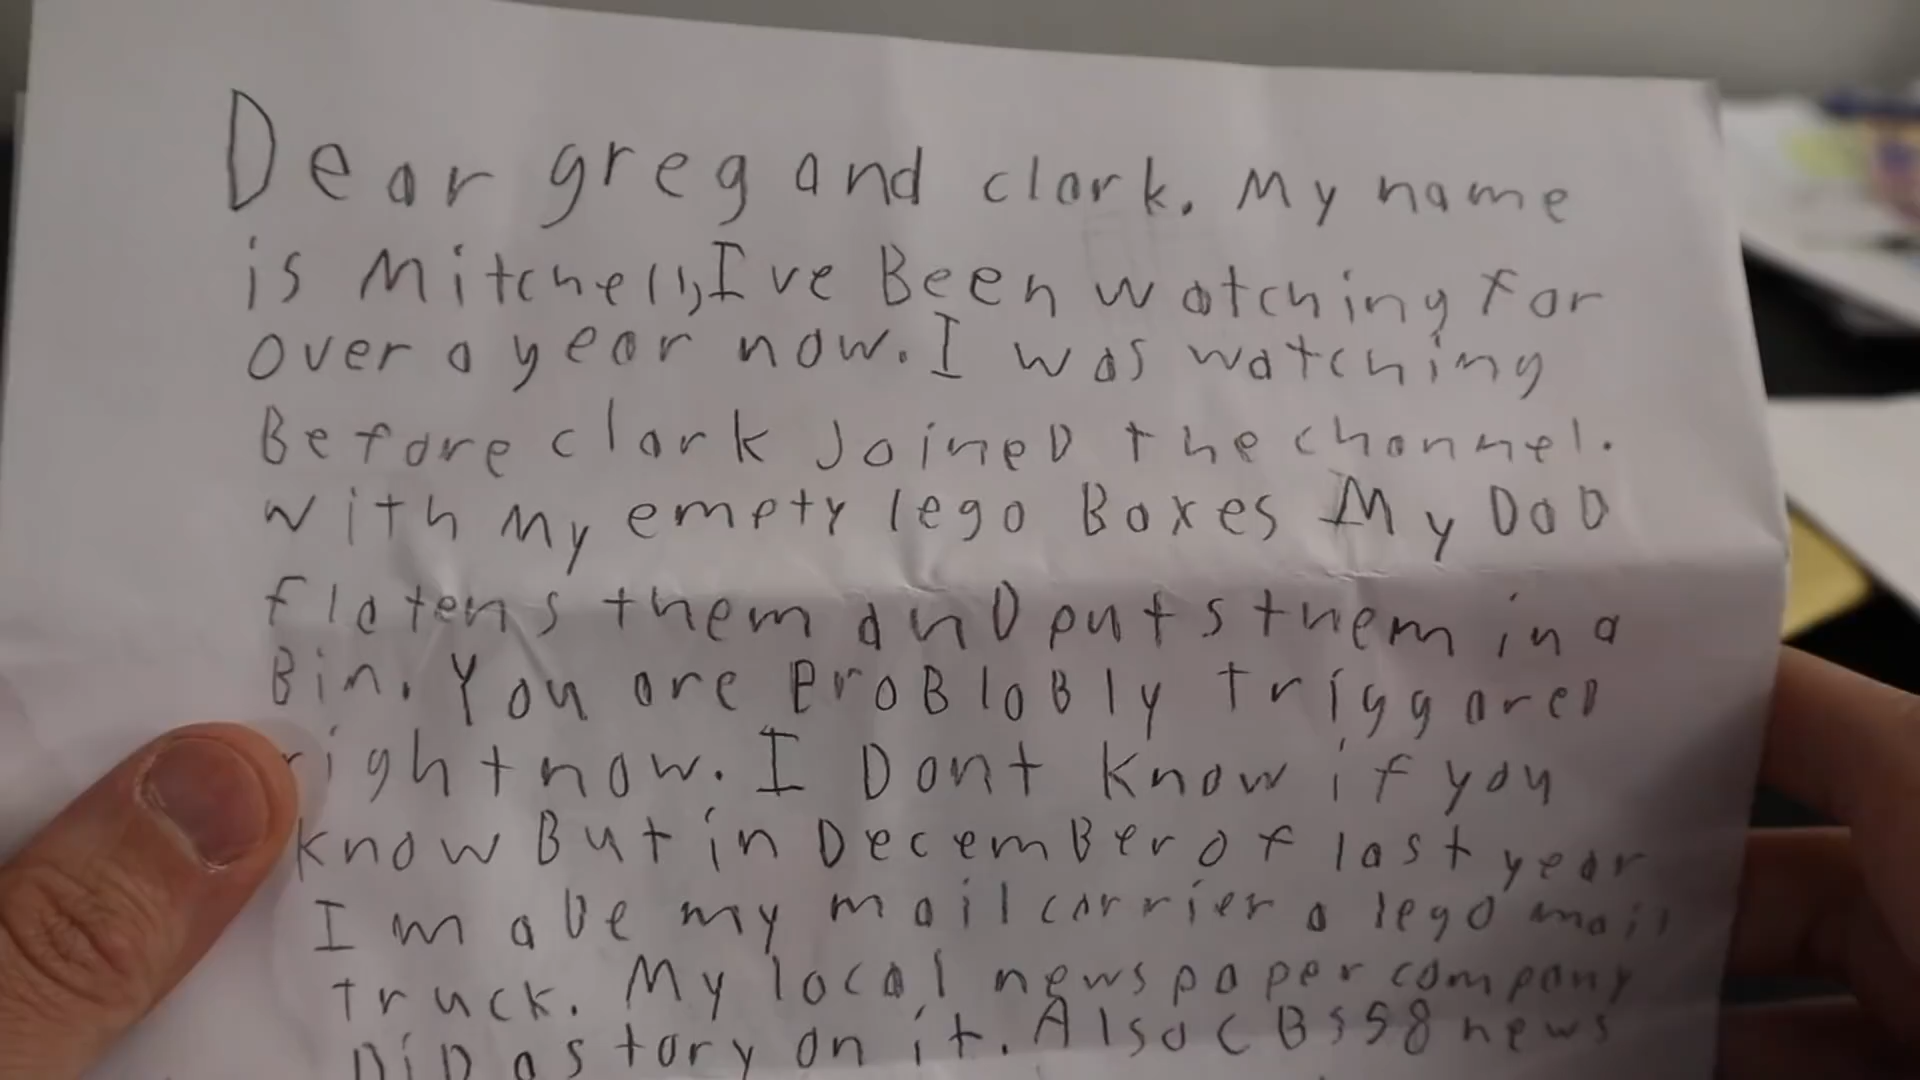 Dear greg and clark. My name
is Mitchell, Ive Been watching for
over a year now. I was watching
Before clark JoineD the channel.
with my empty lego Boxes My DaD
flatens them anD puts them in a
Bin. You are ProBlaBly triggareD
right now. I Dont know if you
know But in DecemBer of last year
I maDe my mail carrier a lego mail
truck. My local newspaper company
DiD a story on it. Also CBS58 news